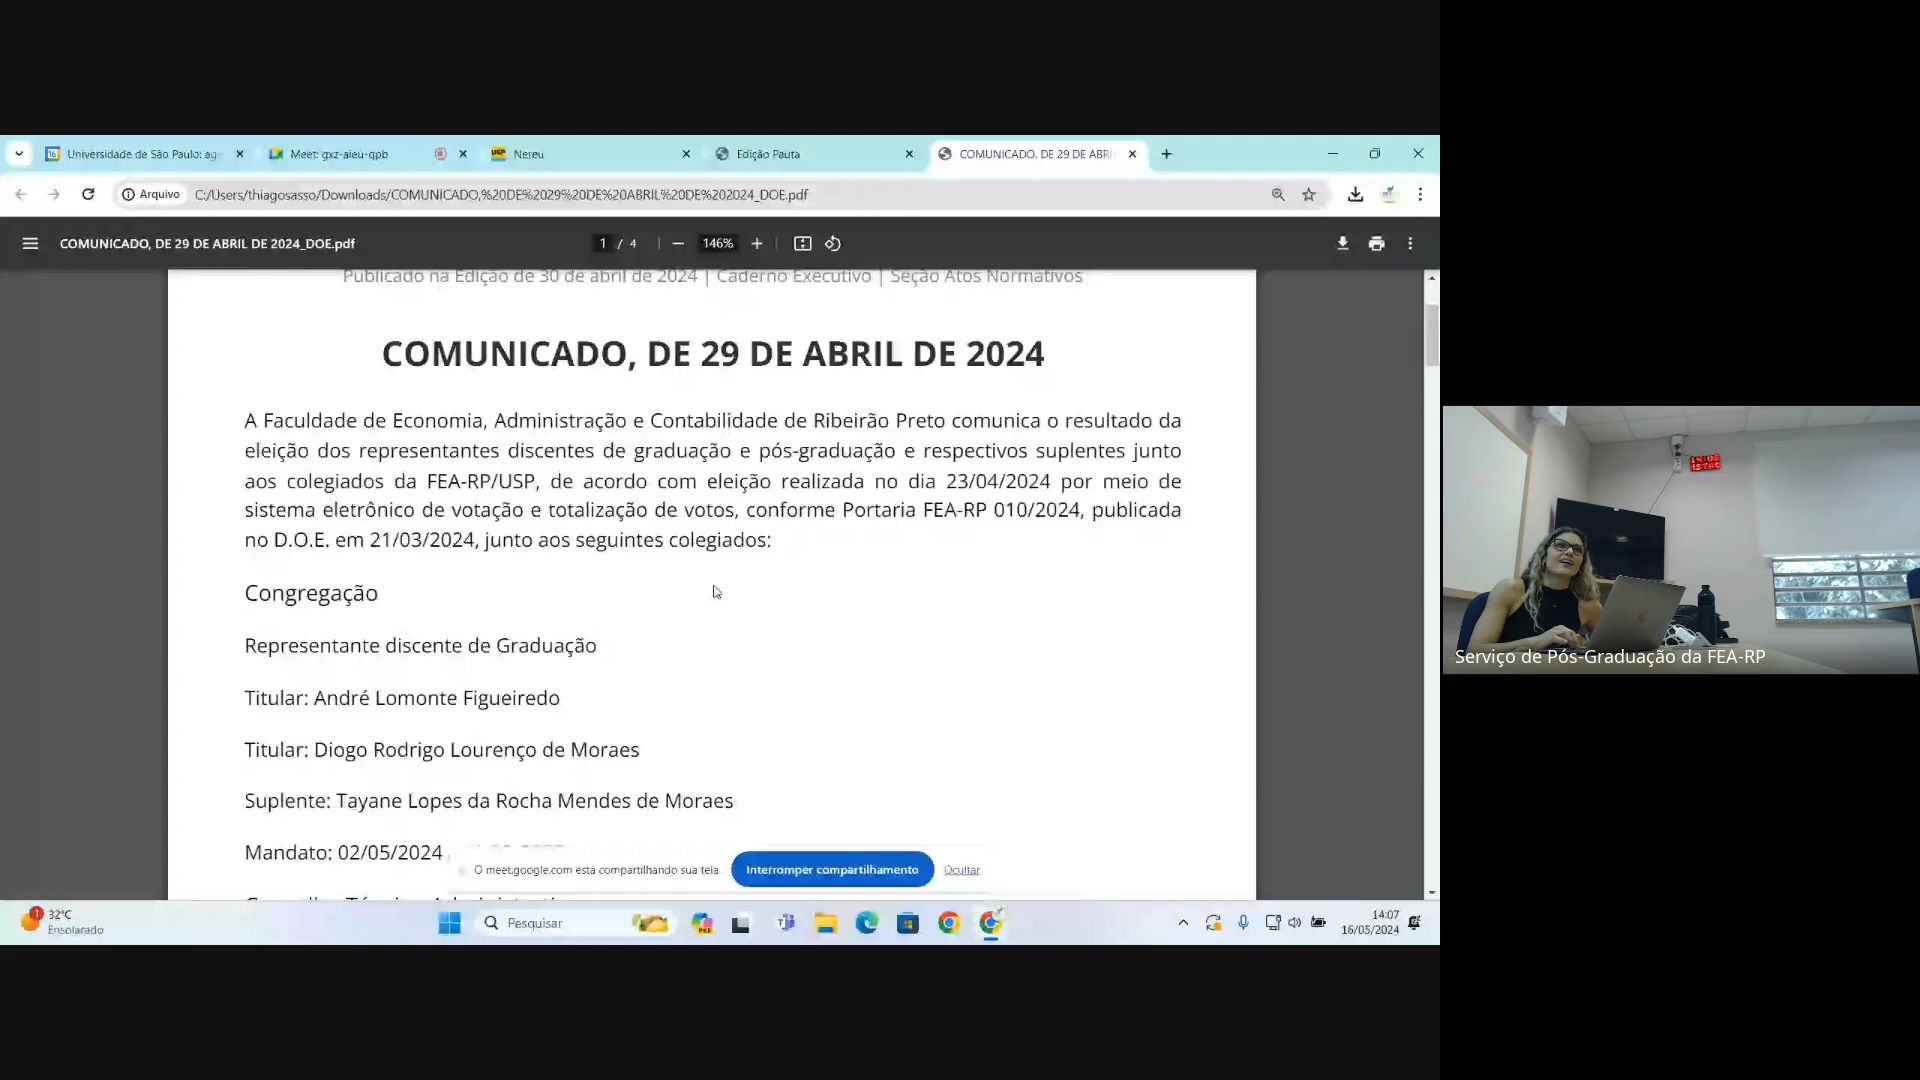 Universidade de São Paulo: ag
Meet: gxz-aieu-qpb
Nereu
Edição Pauta
COMUNICADO, DE 29 DE ABRI
Arquivo
C:/Users/thiagosasso/Downloads/COMUNICADO,%20DE%2029%20DE%20ABRIL%20DE%202024_DOE.pdf
COMUNICADO, DE 29 DE ABRIL DE 2024_DOE.pdf
1 / 4
146%
Publicado na Edição de 30 de abril de 2024 | Caderno Executivo | Seção Atos Normativos
COMUNICADO, DE 29 DE ABRIL DE 2024
A Faculdade de Economia, Administração e Contabilidade de Ribeirão Preto comunica o resultado da
eleição dos representantes discentes de graduação e pós-graduação e respectivos suplentes junto
aos colegiados da FEA-RP/USP, de acordo com eleição realizada no dia 23/04/2024 por meio de
sistema eletrônico de votação e totalização de votos, conforme Portaria FEA-RP 010/2024, publicada
no D.O.E. em 21/03/2024, junto aos seguintes colegiados:
Congregação
Representante discente de Graduação
Titular: André Lomonte Figueiredo
Titular: Diogo Rodrigo Lourenço de Moraes
Suplente: Tayane Lopes da Rocha Mendes de Moraes
Mandato: 02/05/2024
O meet.google.com está compartilhando sua tela.
Interromper compartilhamento
Ocultar
1
32°C
Ensolarado
Pesquisar
14:07
16/05/2024
Serviço de Pós-Graduação da FEA-RP